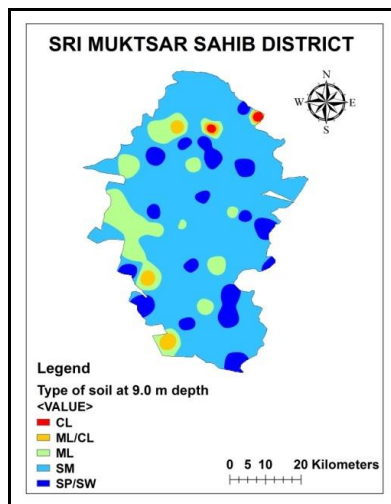 SRI MUKTSAR SAHIB DISTRICT
N
W E
S
Legend
Type of soil at 9.0 m depth
<VALUE>
CL
ML/CL
ML
SM
SP/SW
0 5 10 20 Kilometers